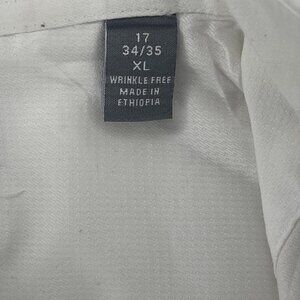 17
34/35
XL
WRINKLE FREE
MADE IN
ETHIOPIA